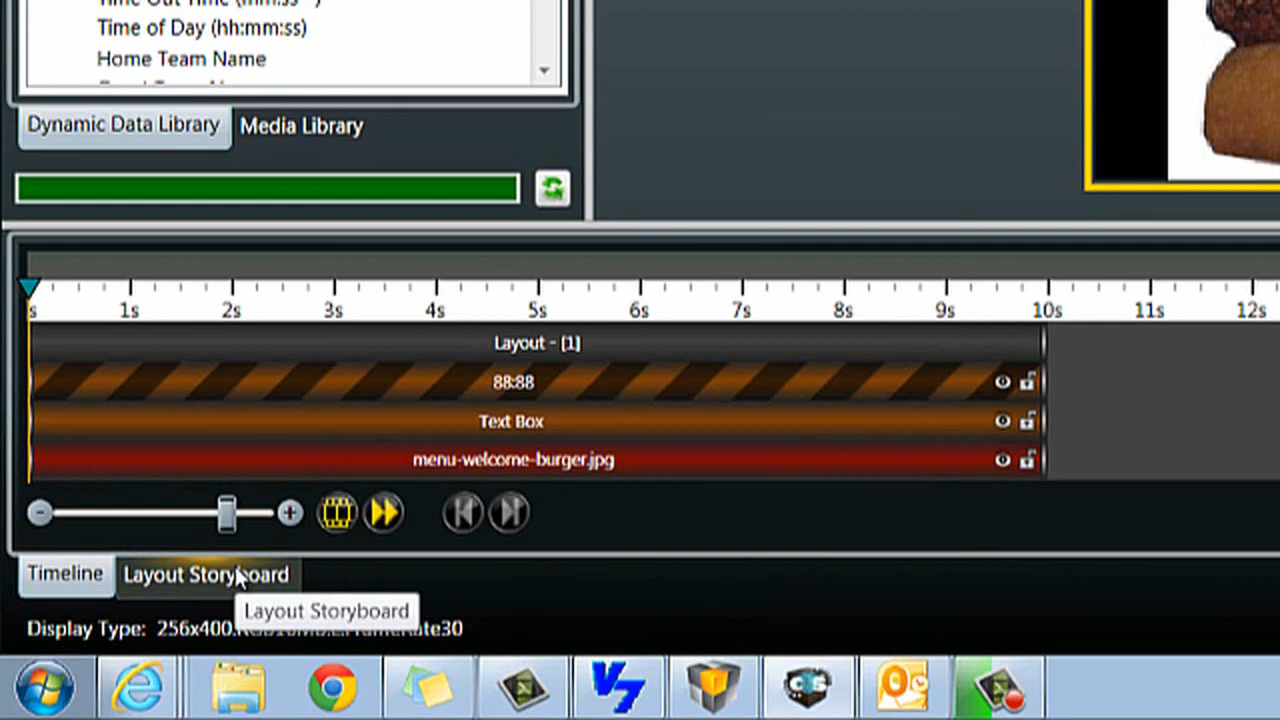 Time of Day (hh:mm:ss)
Home Team Name
Dynamic Data Library
Media Library
1s 2s 3s 4s 5s 6s 7s 8s 9s 10s 11s 12s
Layout - [1]
88:88
Text Box
menu-welcome-burger.jpg
Timeline
Layout Storyboard
Layout Storyboard
Display Type: